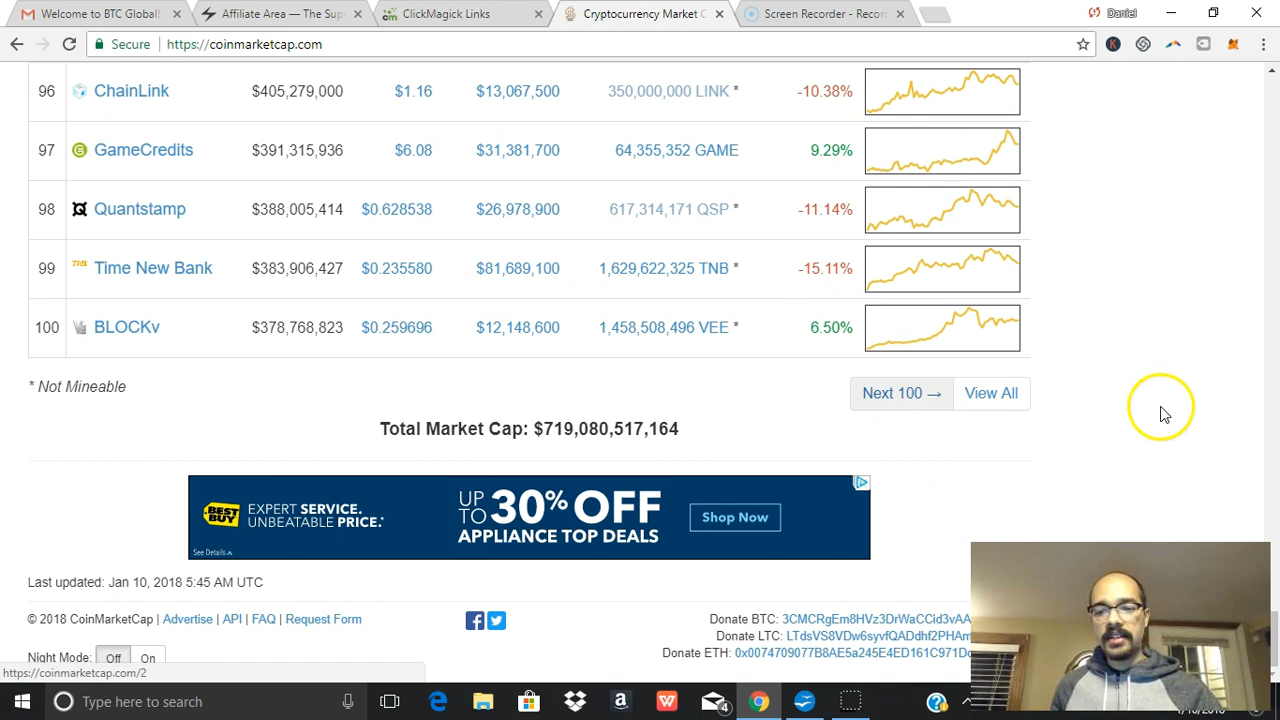 Welcome to BTC Global!
Affiliate Area — The Sup
ClickMagick Links
Cryptocurrency Market C
Screen Recorder - Recor
Daniel
Secure
https://coinmarketcap.com
96 ChainLink $405,279,000 $1.16 $13,067,500 350,000,000 LINK * -10.38%
97 GameCredits $391,315,936 $6.08 $31,381,700 64,355,352 GAME 9.29%
98 Quantstamp $388,005,414 $0.628538 $26,978,900 617,314,171 QSP * -11.14%
99 Time New Bank $383,906,427 $0.235580 $81,689,100 1,629,622,325 TNB * -15.11%
100 BLOCKv $378,768,823 $0.259696 $12,148,600 1,458,508,496 VEE * 6.50%
* Not Mineable
Next 100 → View All
Total Market Cap: $719,080,517,164
BEST BUY
EXPERT SERVICE.
UNBEATABLE PRICE.*
See Details
UP TO 30% OFF
APPLIANCE TOP DEALS
Shop Now
Last updated: Jan 10, 2018 5:45 AM UTC
© 2018 CoinMarketCap | Advertise | API | FAQ | Request Form
Donate BTC: 3CMCRgEm8HVz3DrWaCCid3vAA
Donate LTC: LTdsVS8VDw6syvfQADdhf2PHAm
Donate ETH: 0x0074709077B8AE5a245E4ED161C971D
Night Mode: Off On
https://coinmarketcap.com/2
Type here to search